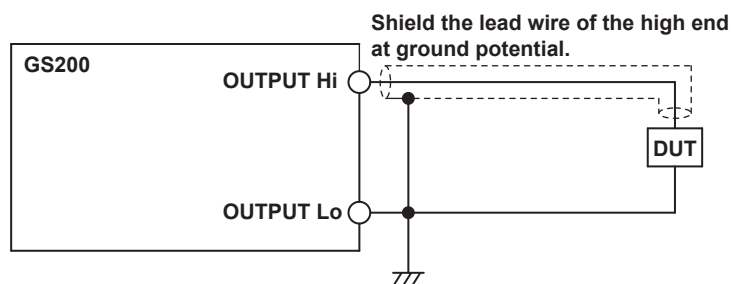 Shield the lead wire of the high end
at ground potential.
GS200
OUTPUT Hi
DUT
OUTPUT Lo